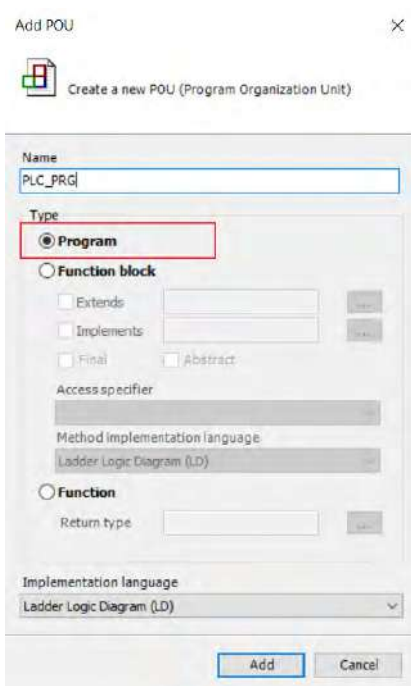 Add POU
Create a new POU (Program Organization Unit)
Name
PLC_PRG
Type
Program
Function block
Extends
...
Implements
...
Final Abstract
Access specifier
Method implementation language
Ladder Logic Diagram (LD)
Function
Return type
...
Implementation language
Ladder Logic Diagram (LD)
Add Cancel